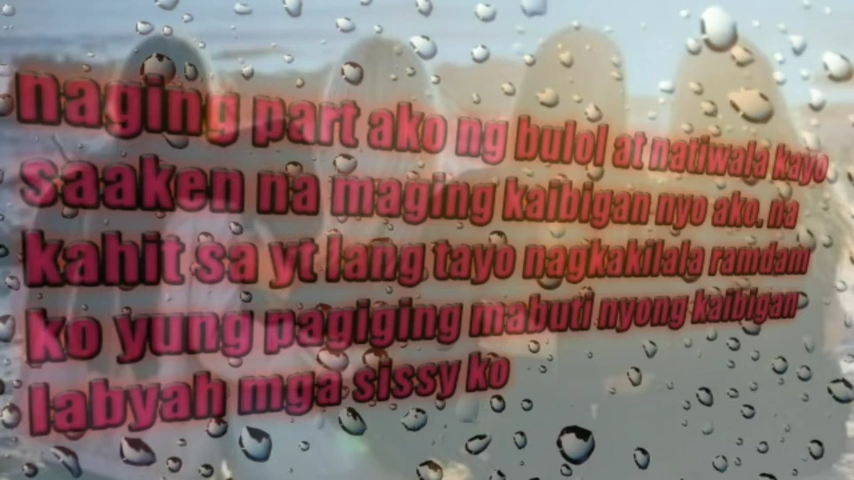 naging part ako ng bulol at natiwala kayo
saaken na maging kaibigan nyo ako. na
kahit sa yt lang tayo nagkakilala ramdam
ko yung pagiging mabuti nyong kaibigan
labyah mga sissy ko